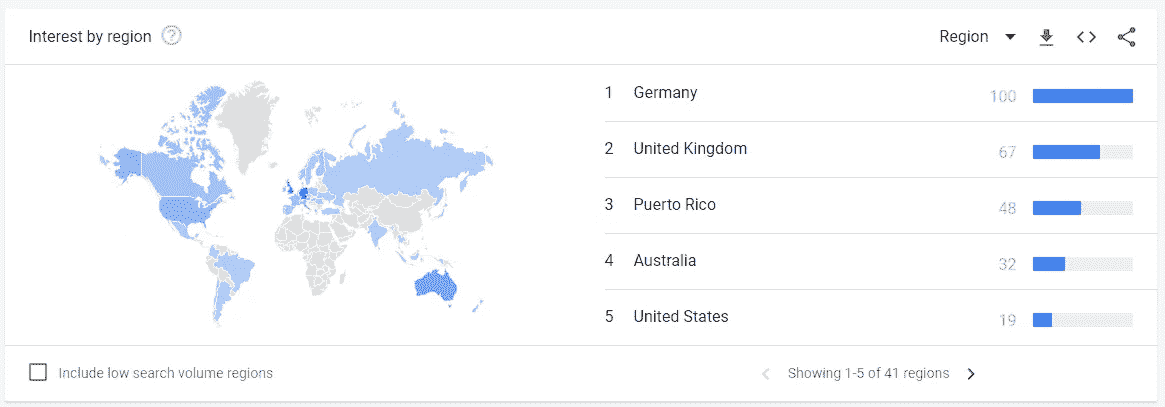 Interest by region ?
Region
1 Germany 100
2 United Kingdom 67
3 Puerto Rico 48
4 Australia 32
5 United States 19
Include low search volume regions
Showing 1-5 of 41 regions